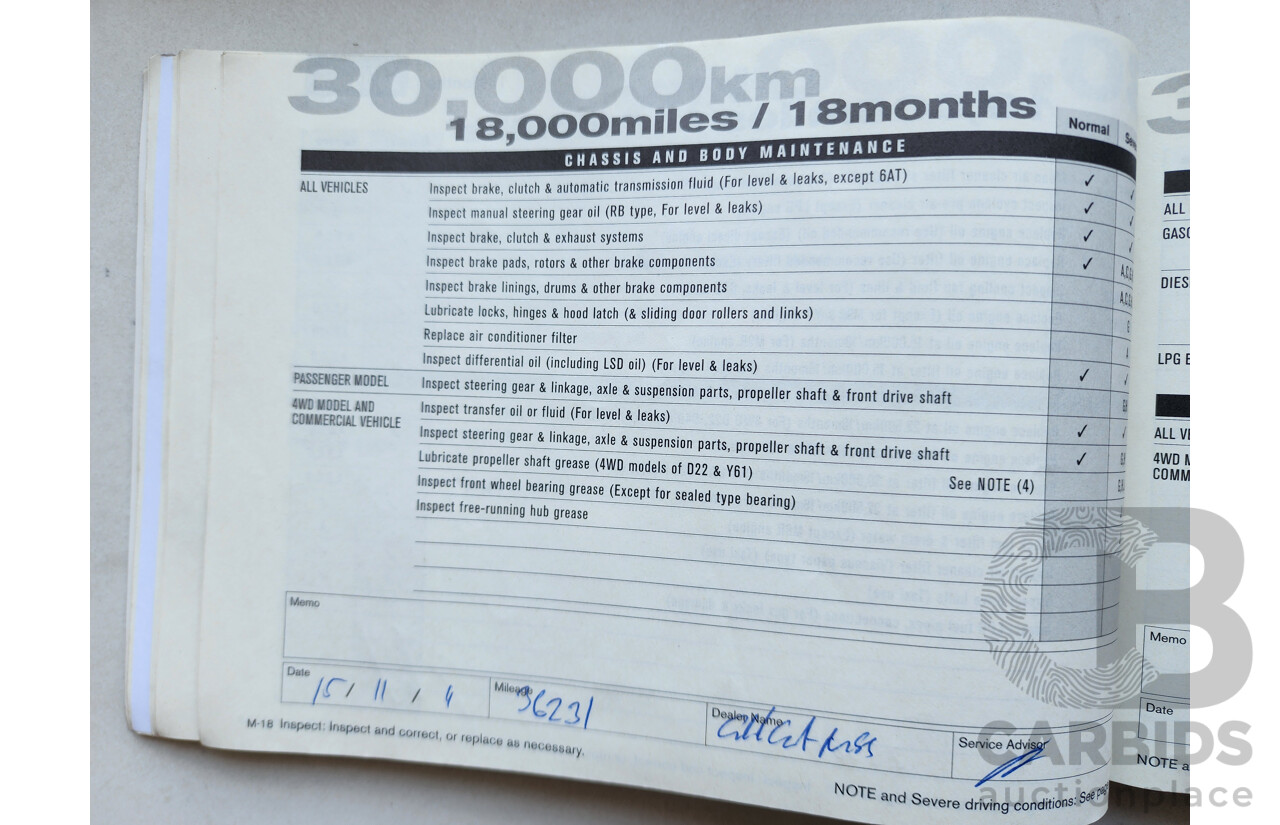 30,000km
18,000miles / 18months
Normal
CHASSIS AND BODY MAINTENANCE
ALL VEHICLES
Inspect brake, clutch & automatic transmission fluid (For level & leaks, except 6AT) ✓
Inspect manual steering gear oil (RB type, For level & leaks) ✓
Inspect brake, clutch & exhaust systems ✓
Inspect brake pads, rotors & other brake components ✓
Inspect brake linings, drums & other brake components
Lubricate locks, hinges & hood latch (& sliding door rollers and links)
Replace air conditioner filter
Inspect differential oil (including LSD oil) (For level & leaks) ✓
PASSENGER MODEL Inspect steering gear & linkage, axle & suspension parts, propeller shaft & front drive shaft
4WD MODEL AND
COMMERCIAL VEHICLE
Inspect transfer oil or fluid (For level & leaks) ✓
Inspect steering gear & linkage, axle & suspension parts, propeller shaft & front drive shaft ✓
Lubricate propeller shaft grease (4WD models of D22 & Y61) See NOTE (4)
Inspect front wheel bearing grease (Except for sealed type bearing)
Inspect free-running hub grease
Memo
Date 15 / 11 / 4
Mileage 36231
Dealer Name
Service Advisor
M-18 Inspect: Inspect and correct, or replace as necessary.
NOTE and Severe driving conditions: See
ALL
4WD
COMM
Memo
Date
NOTE
CARBIDS
auctionplace